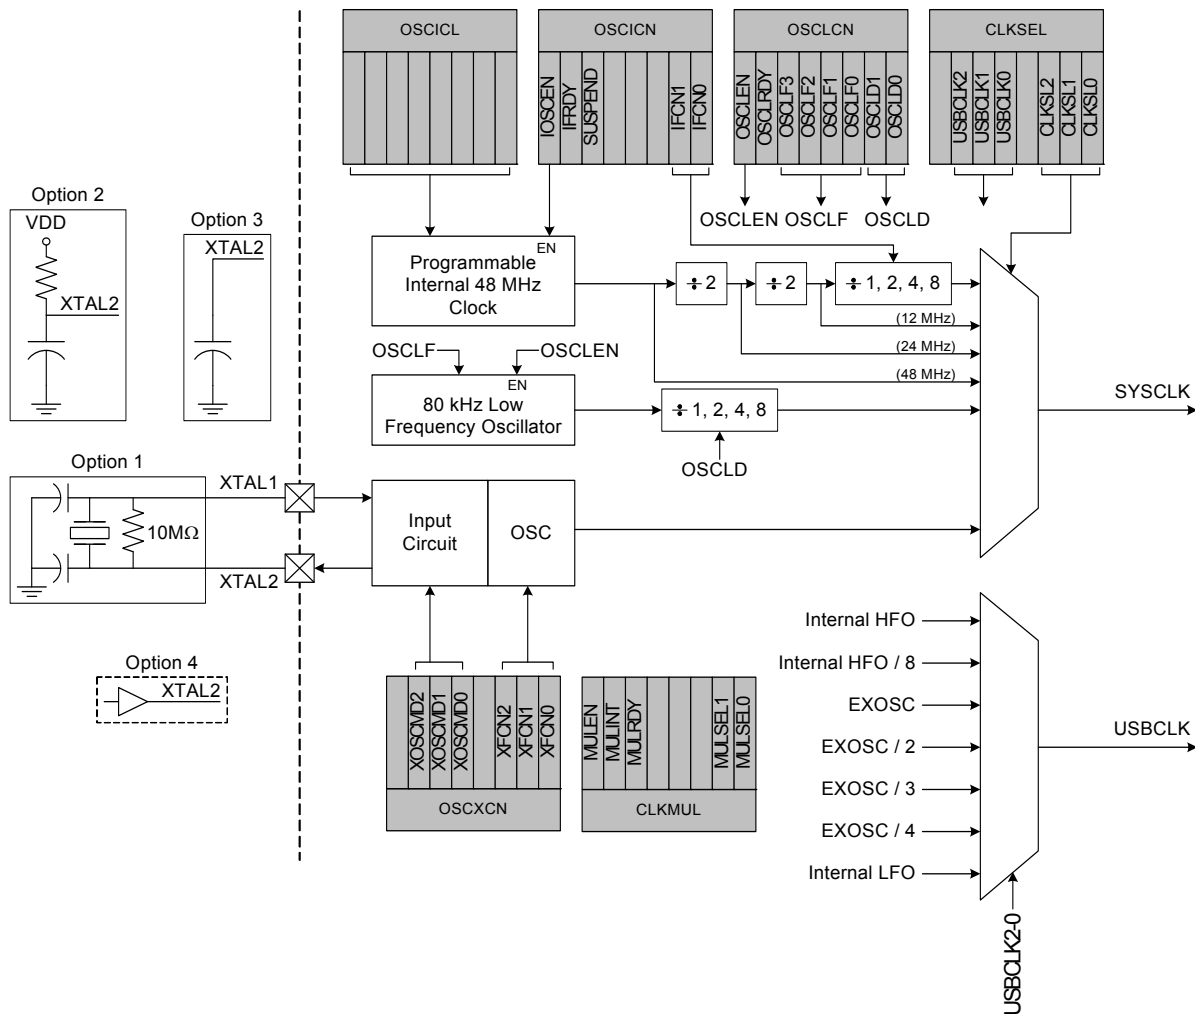 OSCICL
OSCICN
OSCLCN
CLKSEL
IOSCEN
IFRDY
SUSPEND
IFCN1
IFCN0
OSCLEN
OSCLRDY
OSCLF3
OSCLF2
OSCLF1
OSCLF0
OSCLD1
OSCLD0
USBCLK2
USBCLK1
USBCLK0
CLKSL2
CLKSL1
CLKSL0
Option 2
VDD
XTAL2
Option 3
XTAL2
OSCLEN
OSCLF
OSCLD
EN
Programmable
Internal 48 MHz
Clock
÷ 2
÷ 2
÷ 1, 2, 4, 8
(12 MHz)
(24 MHz)
(48 MHz)
OSCLF
OSCLEN
EN
80 kHz Low
Frequency Oscillator
÷ 1, 2, 4, 8
OSCLD
SYSCLK
Option 1
10MΩ
XTAL1
XTAL2
Input
Circuit
OSC
Option 4
XTAL2
XOSCMD2
XOSCMD1
XOSCMD0
XFCN2
XFCN1
XFCN0
OSCXCN
MULEN
MULINT
MULRDY
MULSEL1
MULSEL0
CLKMUL
Internal HFO
Internal HFO / 8
EXOSC
EXOSC / 2
EXOSC / 3
EXOSC / 4
Internal LFO
USBCLK
USBCLK2-0